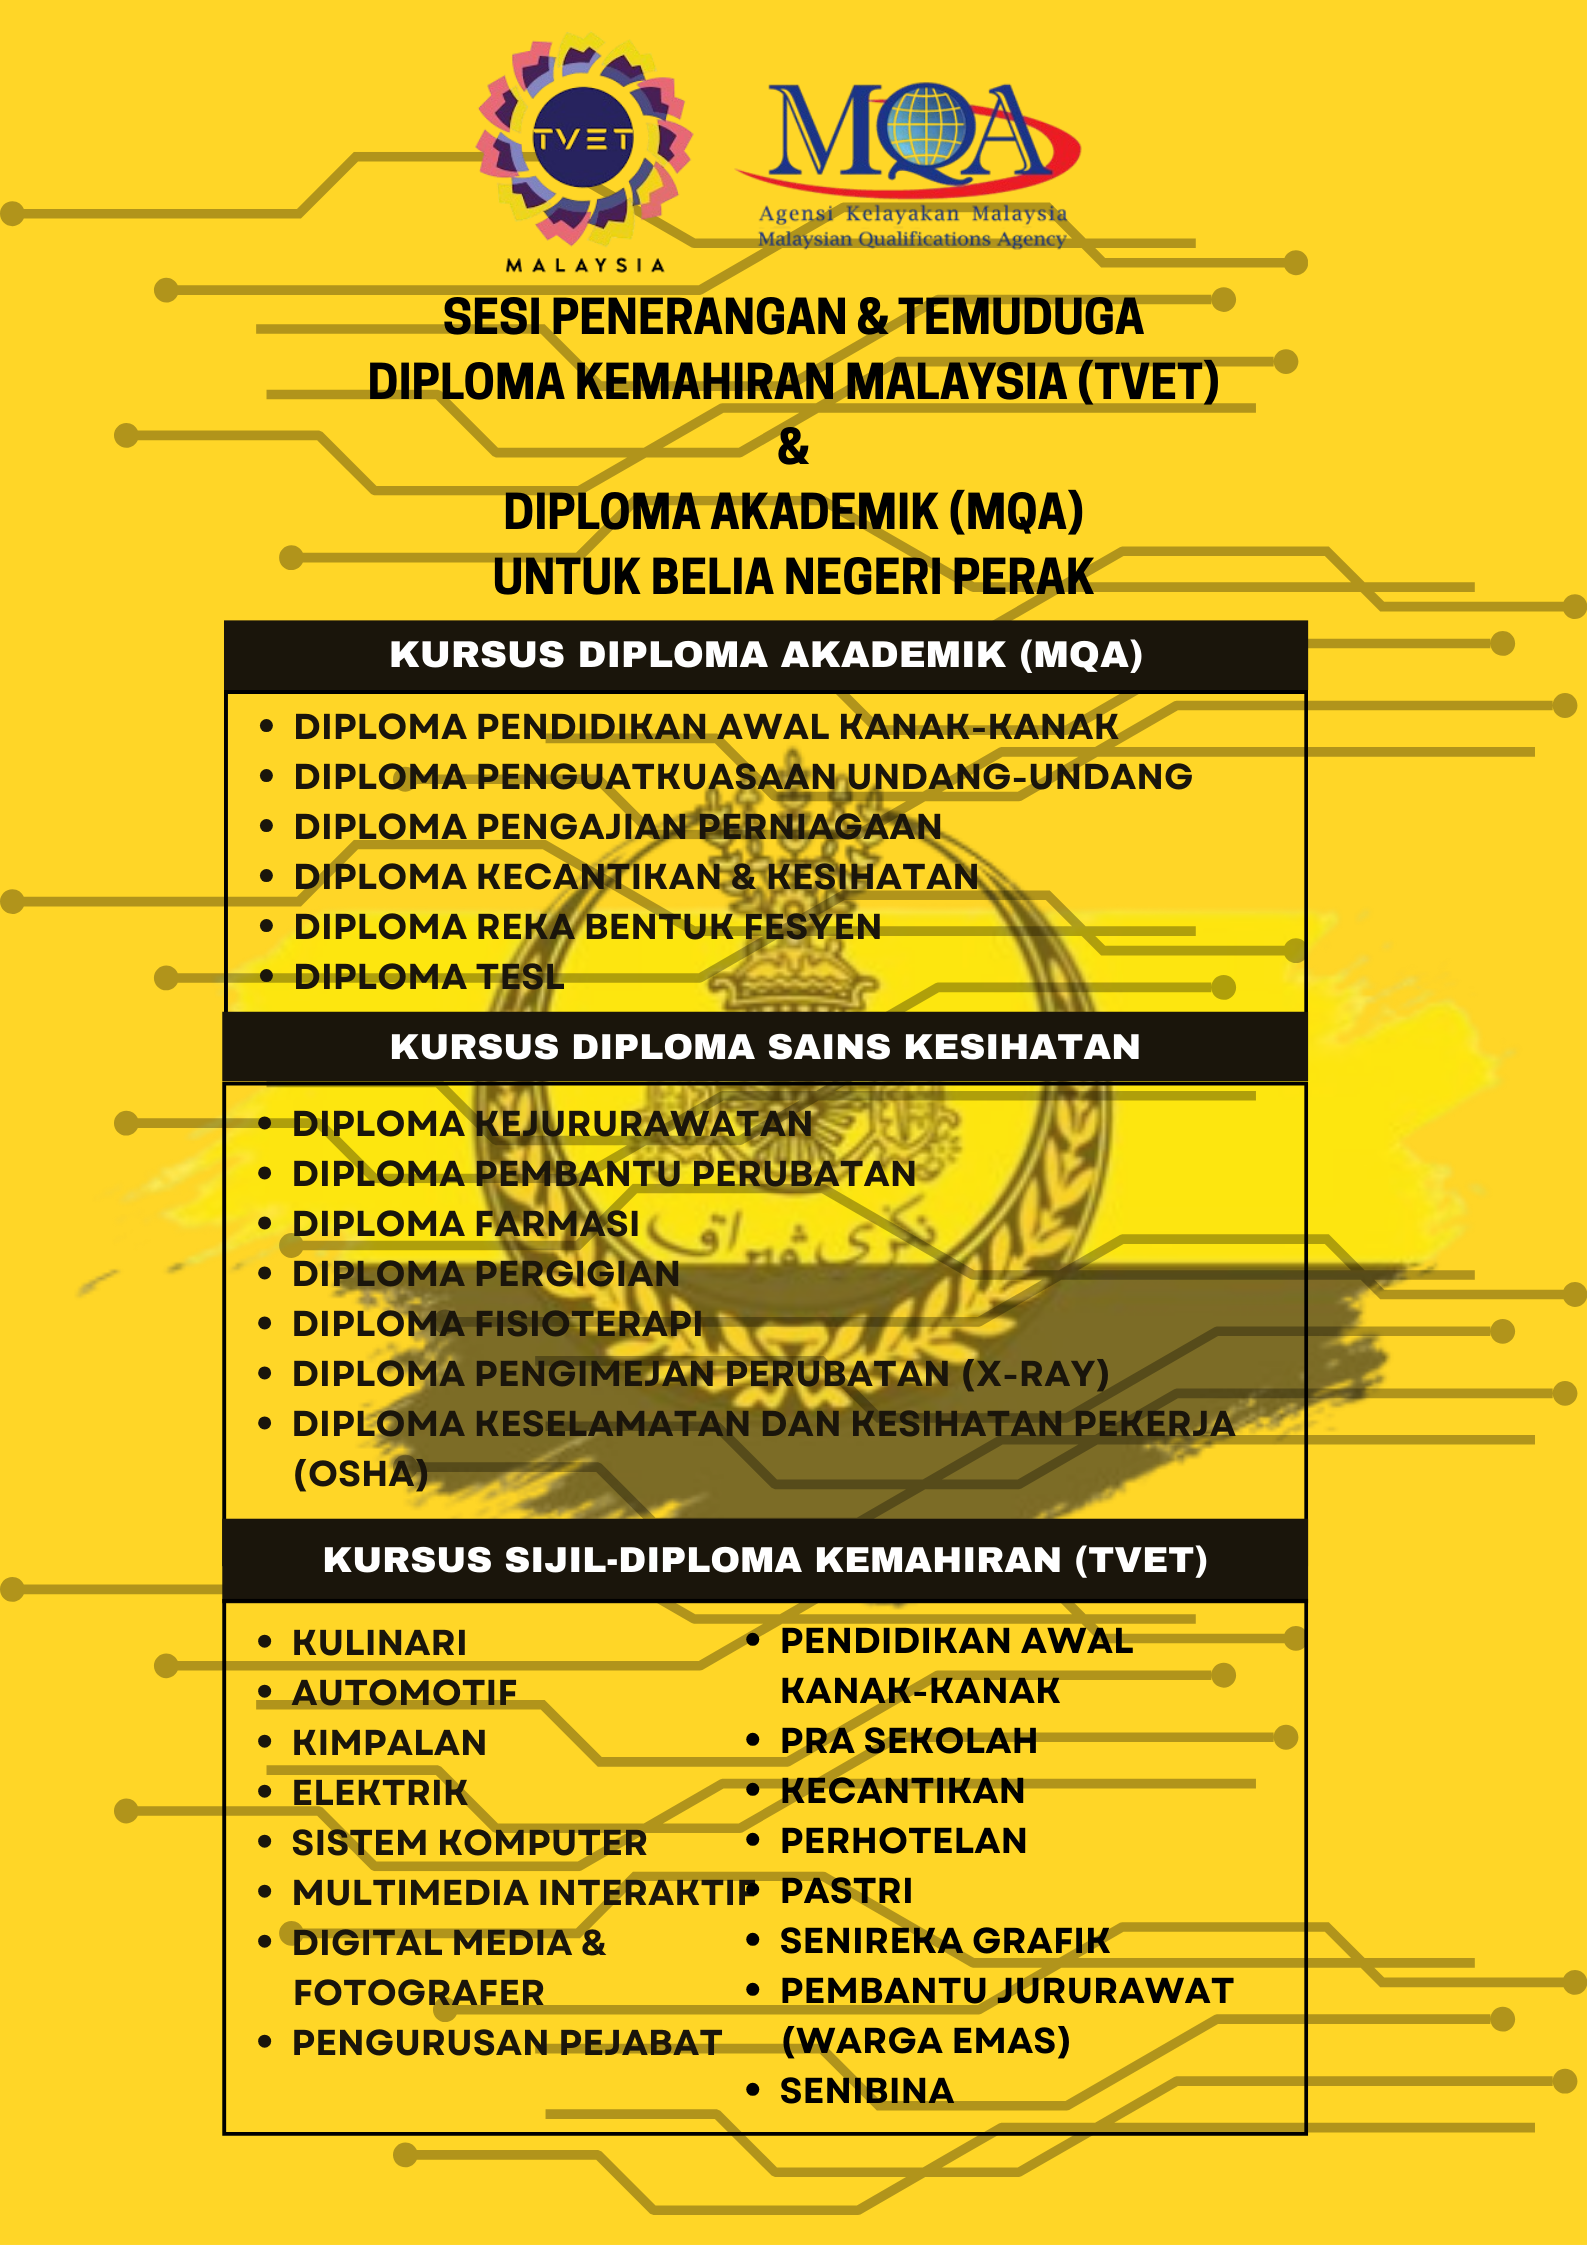 TVET
MALAYSIA
MQA
Agensi Kelayakan Malaysia
Malaysian Qualifications Agency
SESI PENERANGAN & TEMUDUGA
DIPLOMA KEMAHIRAN MALAYSIA (TVET)
&
DIPLOMA AKADEMIK (MQA)
UNTUK BELIA NEGERI PERAK
KURSUS DIPLOMA AKADEMIK (MQA)
• DIPLOMA PENDIDIKAN AWAL KANAK-KANAK
• DIPLOMA PENGUATKUASAAN UNDANG-UNDANG
• DIPLOMA PENGAJIAN PERNIAGAAN
• DIPLOMA KECANTIKAN & KESIHATAN
• DIPLOMA REKA BENTUK FESYEN
• DIPLOMA TESL
KURSUS DIPLOMA SAINS KESIHATAN
• DIPLOMA KEJURURAWATAN
• DIPLOMA PEMBANTU PERUBATAN
• DIPLOMA FARMASI
• DIPLOMA PERGIGIAN
• DIPLOMA FISIOTERAPI
• DIPLOMA PENGIMEJAN PERUBATAN (X-RAY)
• DIPLOMA KESELAMATAN DAN KESIHATAN PEKERJA
(OSHA)
نڬري ڤيراق
KURSUS SIJIL-DIPLOMA KEMAHIRAN (TVET)
• KULINARI
• AUTOMOTIF
• KIMPALAN
• ELEKTRIK
• SISTEM KOMPUTER
• MULTIMEDIA INTERAKTIF
• DIGITAL MEDIA &
FOTOGRAFER
• PENGURUSAN PEJABAT
• PENDIDIKAN AWAL
KANAK-KANAK
• PRA SEKOLAH
• KECANTIKAN
• PERHOTELAN
• PASTRI
• SENIREKA GRAFIK
• PEMBANTU JURURAWAT
(WARGA EMAS)
• SENIBINA